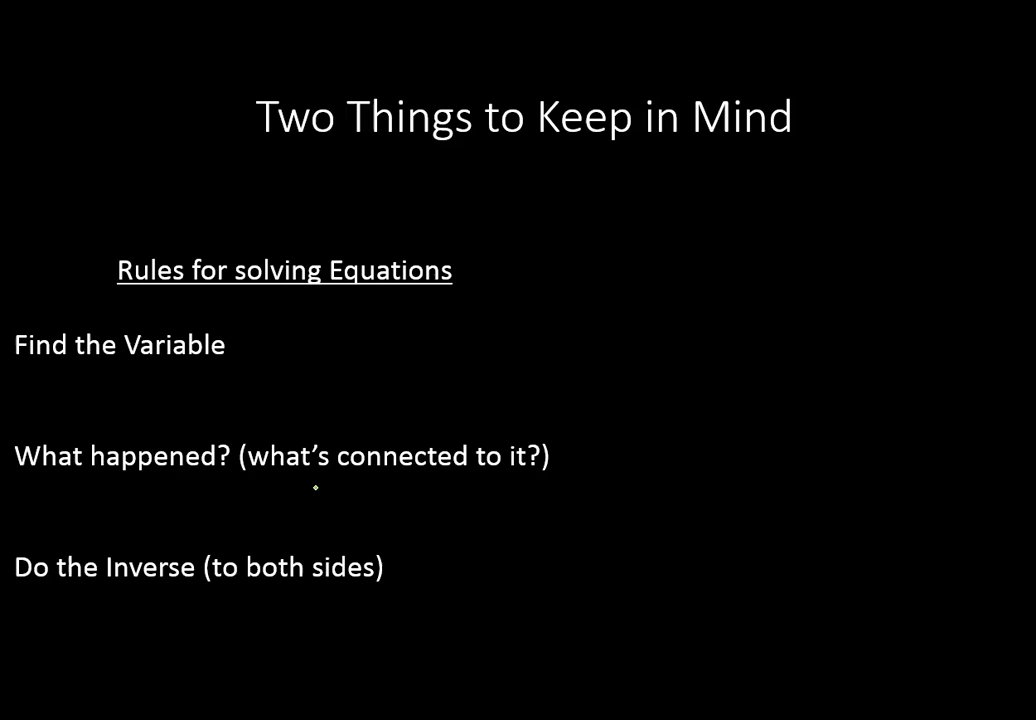 Two Things to Keep in Mind
Rules for solving Equations
Find the Variable
What happened? (what’s connected to it?)
Do the Inverse (to both sides)